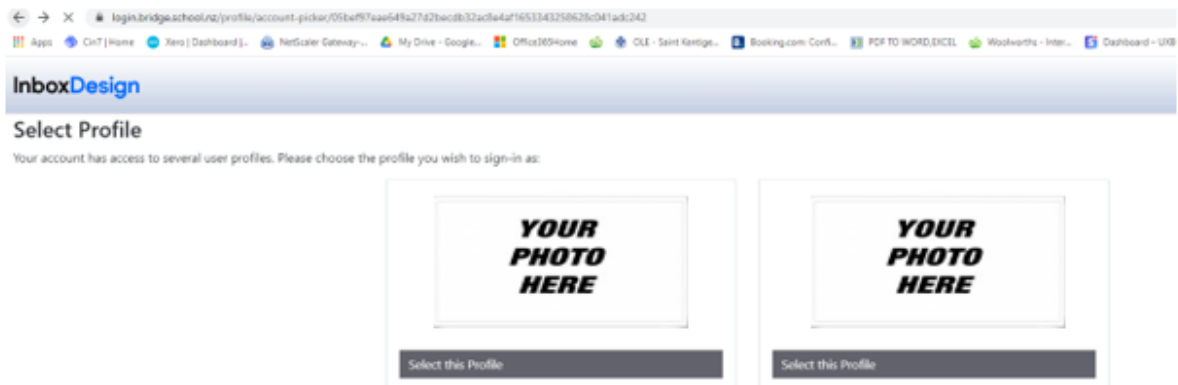 login.bridge.school.nz/profile/account-picker/05bef97eae649a27d2becdb32ac8e4af1653343258628c041adc242
Apps Cin7 | Home Xero | Dashboard |... NetScaler Gateway-... My Drive - Google... Office365Home OLE - Saint Kentige... Booking.com: Confi... PDF TO WORD,EXCEL Woolworths - Inter... Dashboard – UXB
InboxDesign
Select Profile
Your account has access to several user profiles. Please choose the profile you wish to sign-in as:
YOUR
PHOTO
HERE
Select this Profile
YOUR
PHOTO
HERE
Select this Profile